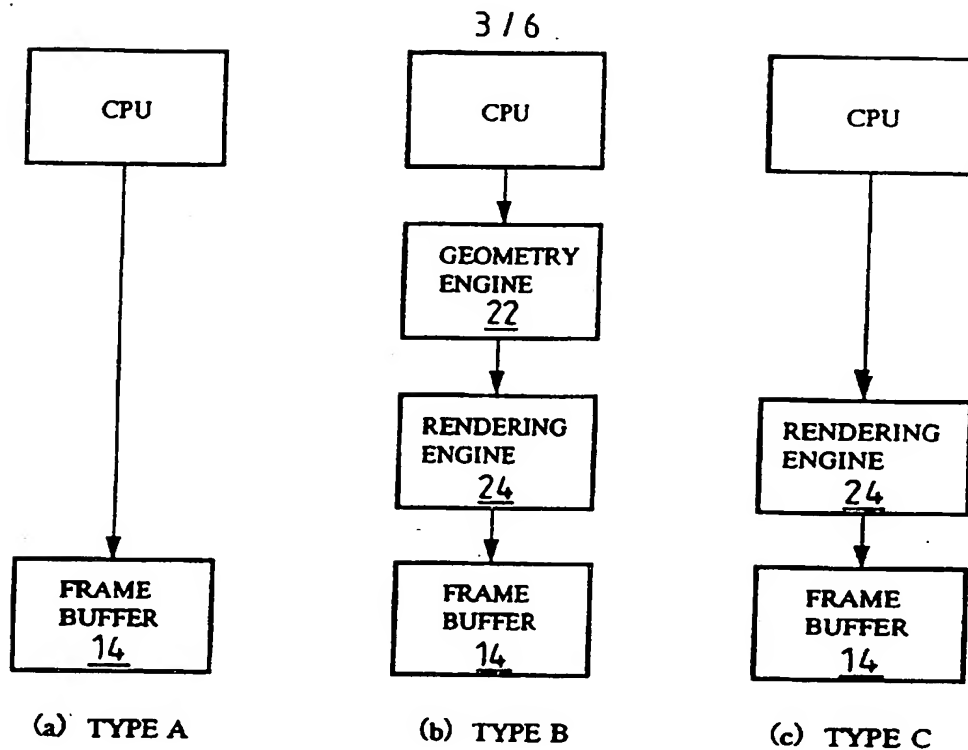 3 / 6
CPU
FRAME
BUFFER
14
(a) TYPE A
CPU
GEOMETRY
ENGINE
22
RENDERING
ENGINE
24
FRAME
BUFFER
14
(b) TYPE B
CPU
RENDERING
ENGINE
24
FRAME
BUFFER
14
(c) TYPE C